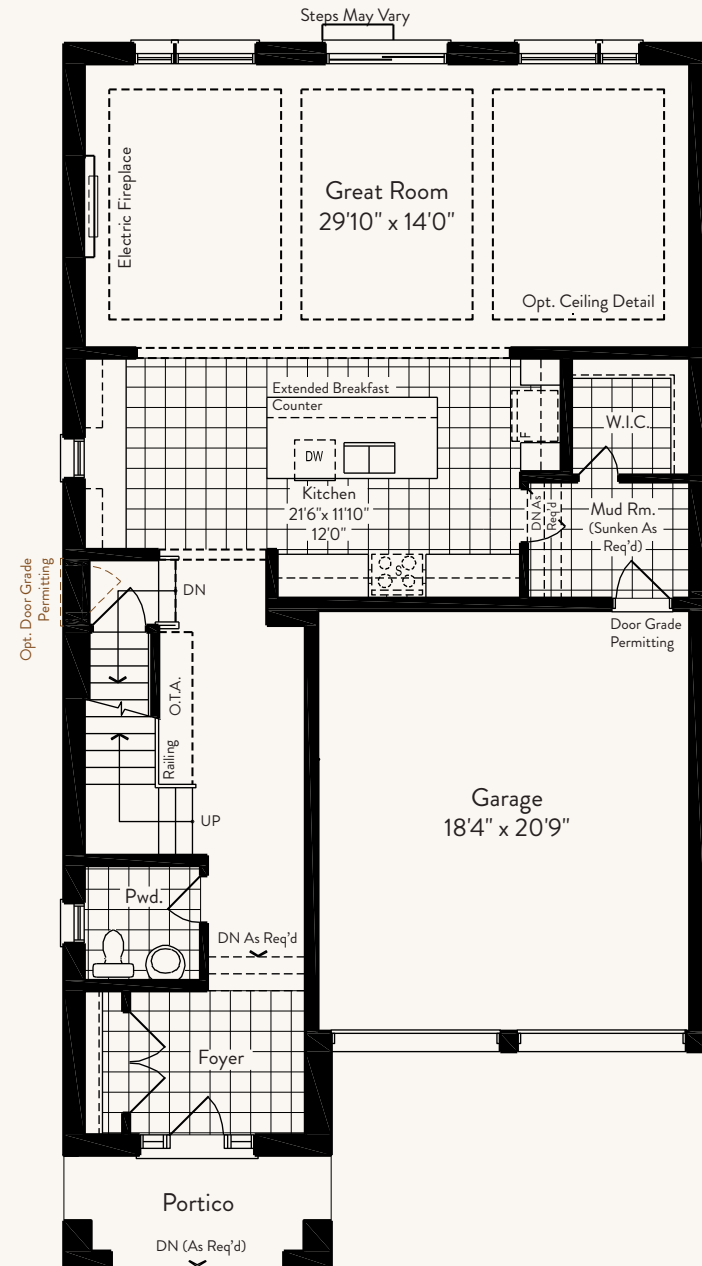 Steps May Vary
Electric Fireplace
Great Room
29'10" x 14'0"
Opt. Ceiling Detail
Extended Breakfast
Counter
DW
F
W.I.C.
Kitchen
21'6"x 11'10"
12'0"
DN As
Req'd
Mud Rm.
(Sunken As
Req'd)
S
Opt. Door Grade
Permitting
DN
Door Grade
Permitting
O.T.A.
Railing
UP
Garage
18'4" x 20'9"
Pwd.
DN As Req'd
Foyer
Portico
DN (As Req'd)